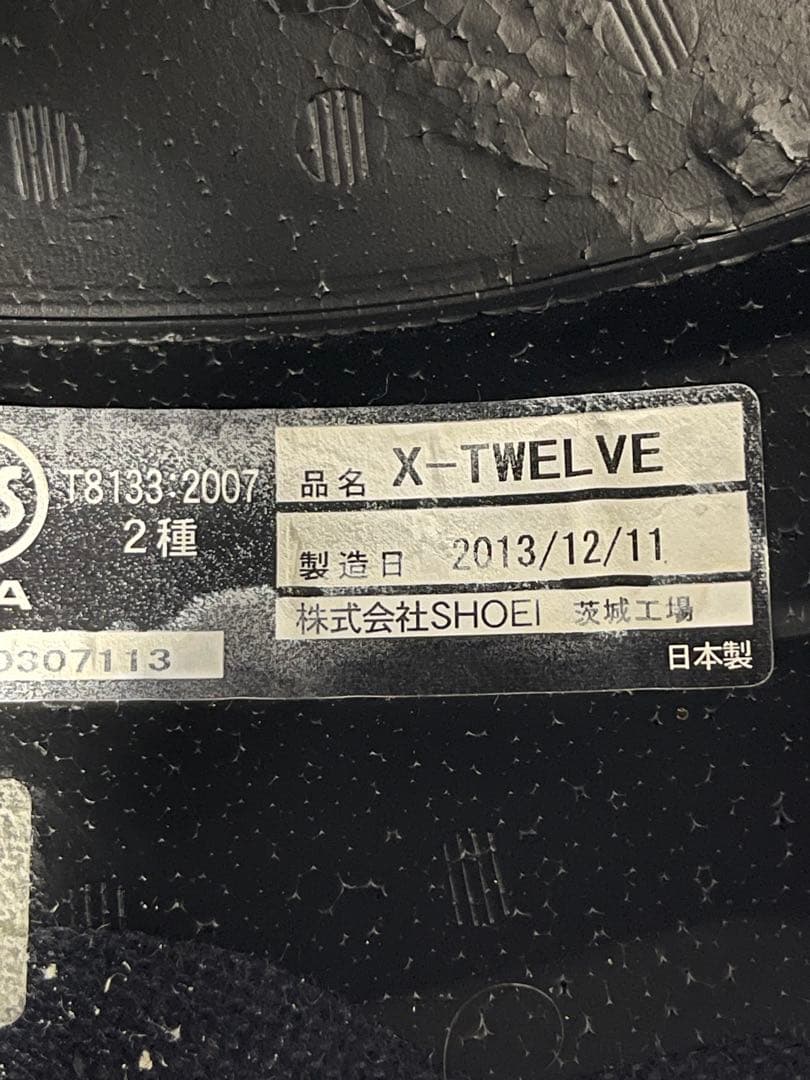 S
T8133:2007
2種
A
0307113
品名 X-TWELVE
製造日 2013/12/11
株式会社SHOEI 茨城工場
日本製